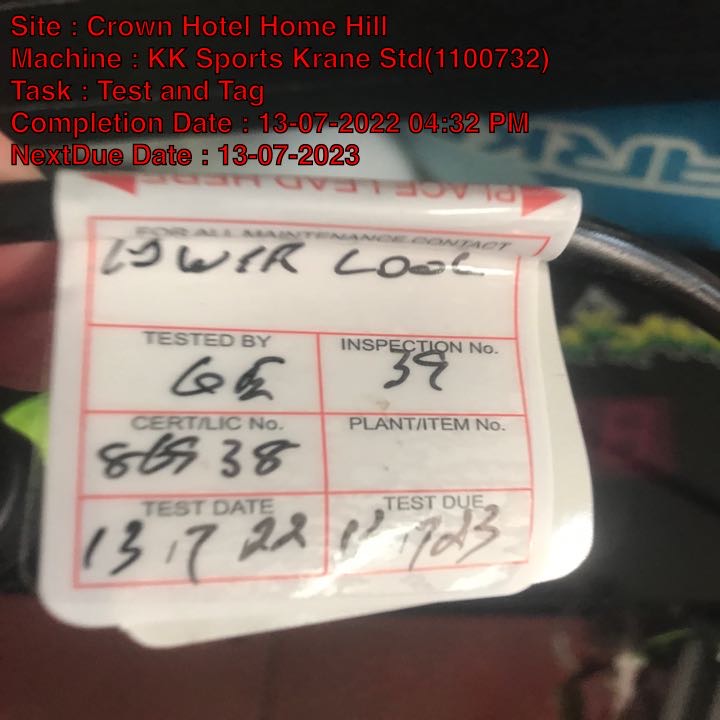 Site : Crown Hotel Home Hill
Machine : KK Sports Krane Std(1100732)
Task : Test and Tag
Completion Date : 13-07-2022 04:32 PM
NextDue Date : 13-07-2023
PLACE LEAD HERE
FOR ALL MAINTENANCE CONTACT
TESTED BY
INSPECTION No.
39
CERT/LIC No.
PLANT/ITEM No.
38
TEST DATE
TEST DUE
13 7 22